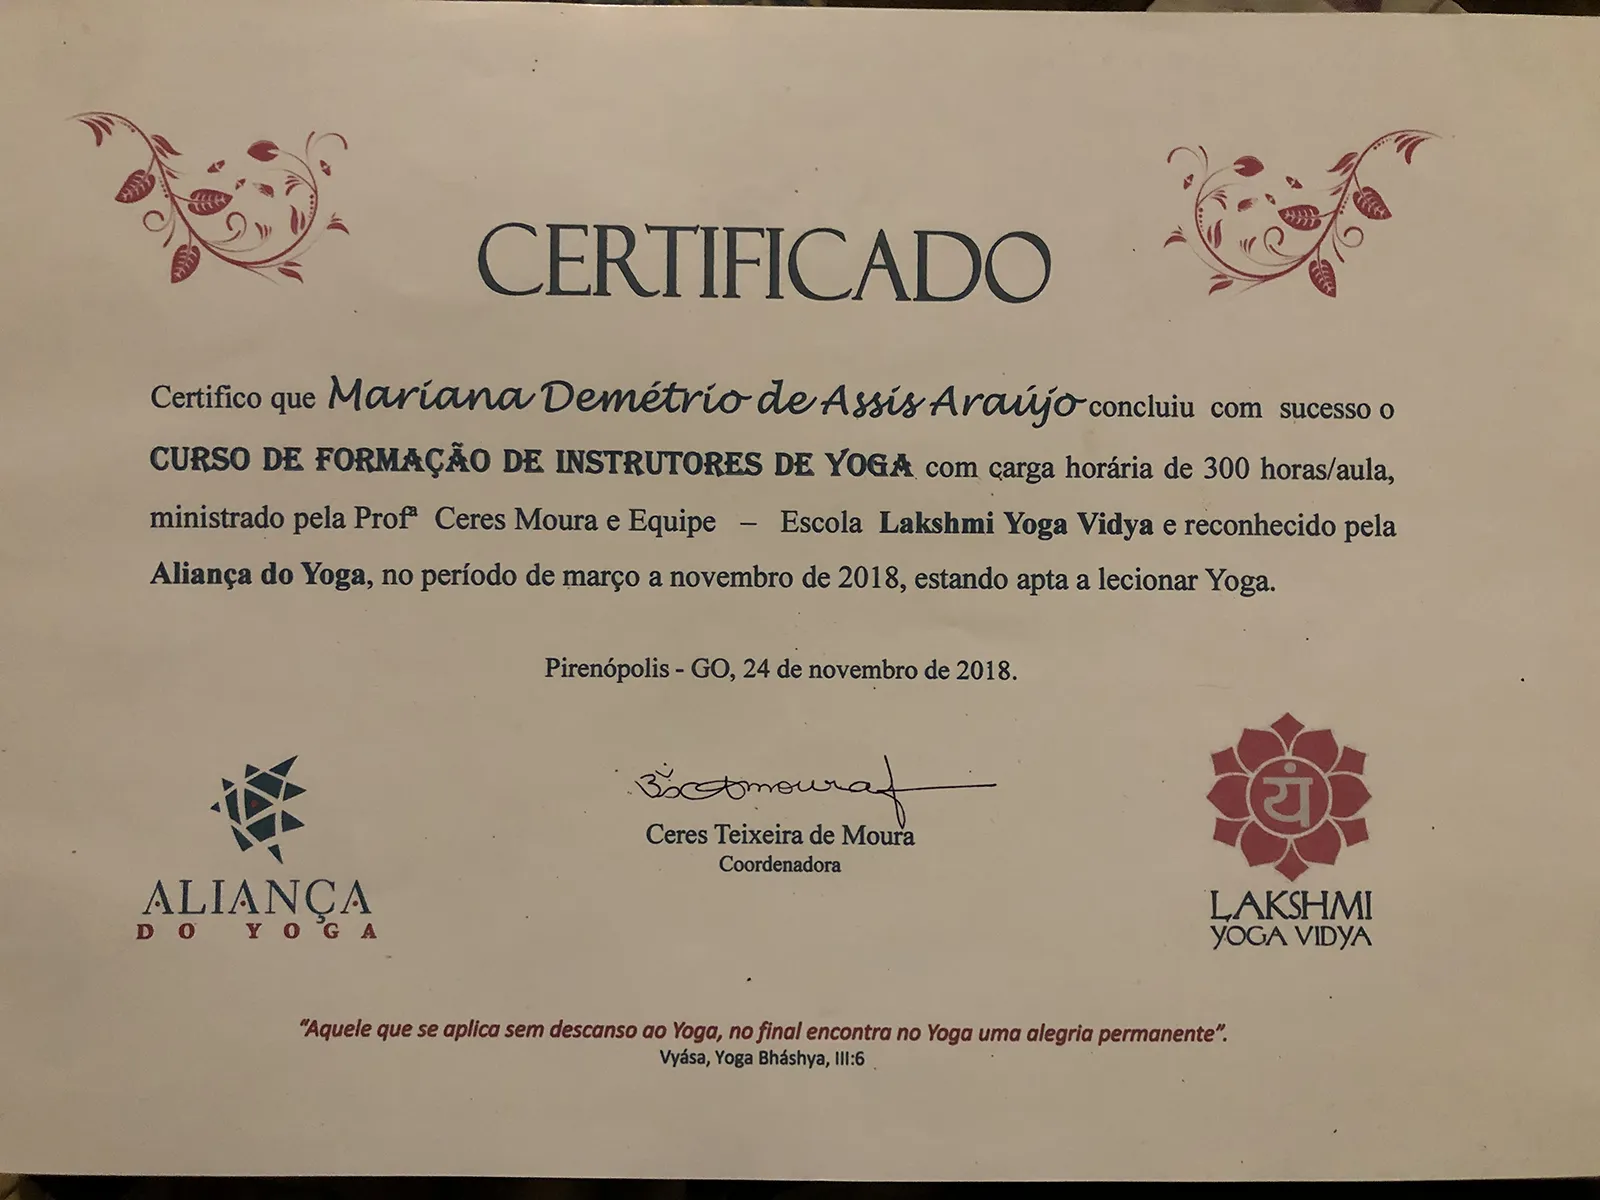 CERTIFICADO
Certifico que Mariana Demétrio de Assis Araújo concluiu com sucesso o
CURSO DE FORMAÇÃO DE INSTRUTORES DE YOGA com carga horária de 300 horas/aula,
ministrado pela Profª Ceres Moura e Equipe – Escola Lakshmi Yoga Vidya e reconhecido pela
Aliança do Yoga, no período de março a novembro de 2018, estando apta a lecionar Yoga.
Pirenópolis - GO, 24 de novembro de 2018.
Ceres Teixeira de Moura
Coordenadora
ALIANÇA
DO YOGA
यं
LAKSHMI
YOGA VIDYA
"Aquele que se aplica sem descanso ao Yoga, no final encontra no Yoga uma alegria permanente".
Vyása, Yoga Bháshya, III:6